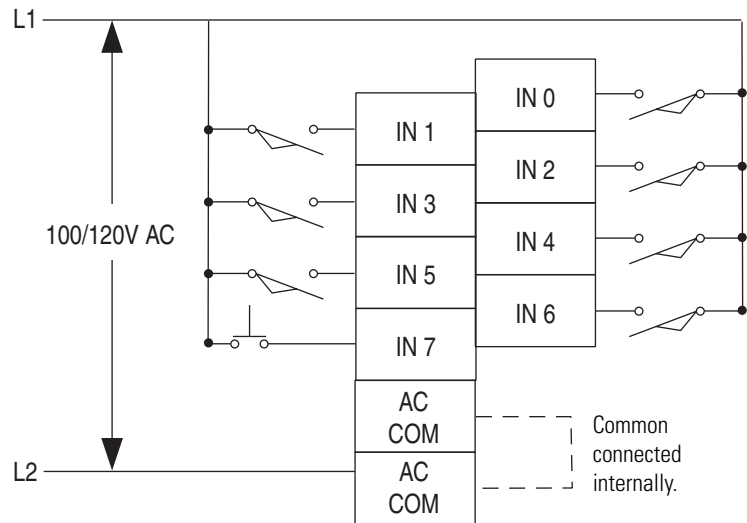 L1
IN 0
IN 1
IN 2
IN 3
100/120V AC
IN 4
IN 5
IN 6
IN 7
AC
COM
Common
connected
internally.
L2
AC
COM